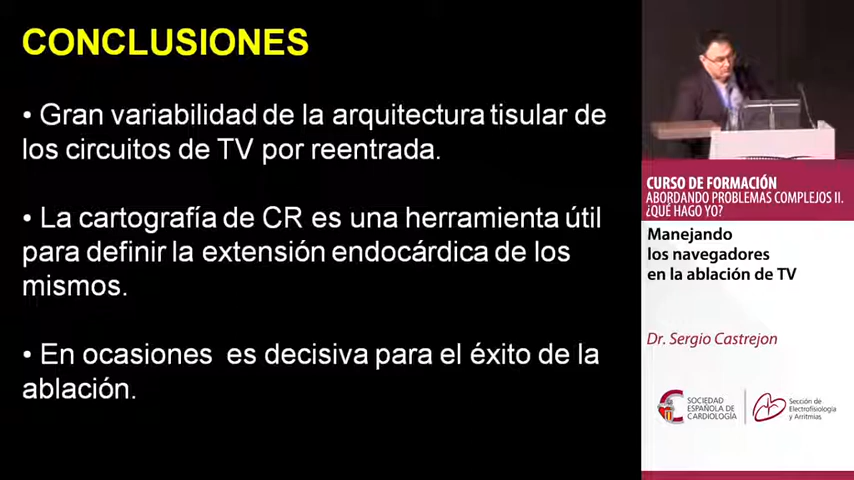 CONCLUSIONES
• Gran variabilidad de la arquitectura tisular de
los circuitos de TV por reentrada.
• La cartografía de CR es una herramienta útil
para definir la extensión endocárdica de los
mismos.
• En ocasiones  es decisiva para el éxito de la
ablación.
CURSO DE FORMACIÓN
ABORDANDO PROBLEMAS COMPLEJOS II.
¿QUÉ HAGO YO?
Manejando
los navegadores
en la ablación de TV
Dr. Sergio Castrejon
SOCIEDAD
ESPAÑOLA DE
CARDIOLOGÍA
Sección de
Electrofisiología
y Arritmias